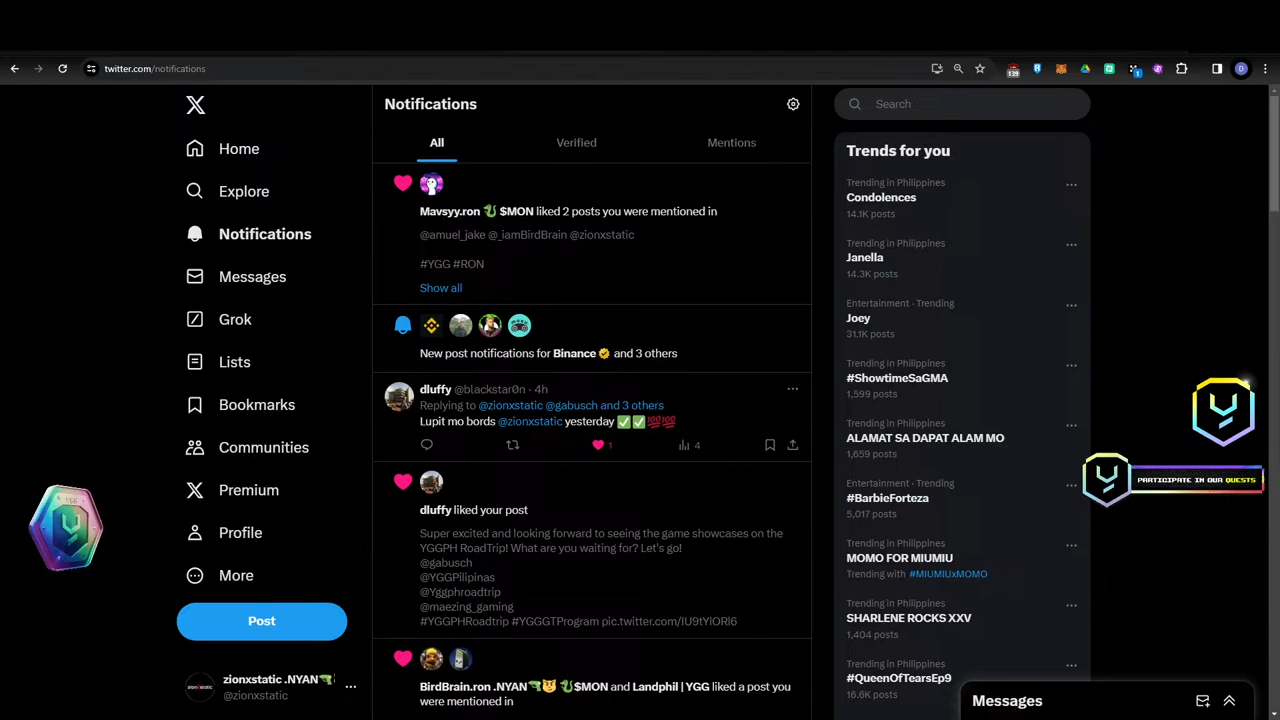 twitter.com/notifications
139
1
D
Home
Explore
Notifications
Messages
Grok
Lists
Bookmarks
Communities
Premium
Profile
More
Post
zionxstatic .NYAN
@zionxstatic
Notifications
All
Verified
Mentions
Mavsyy.ron $MON liked 2 posts you were mentioned in
@amuel_jake @_iamBirdBrain @zionxstatic
#YGG #RON
Show all
New post notifications for Binance and 3 others
dluffy @blackstar0n · 4h
Replying to @zionxstatic @gabusch and 3 others
Lupit mo bords @zionxstatic yesterday ✅✅💯💯
1
4
dluffy liked your post
Super excited and looking forward to seeing the game showcases on the
YGGPH RoadTrip! What are you waiting for? Let's go!
@gabusch
@YGGPilipinas
@Yggphroadtrip
@maezing_gaming
#YGGPHRoadtrip #YGGGTProgram pic.twitter.com/IU9tYlORl6
BirdBrain.ron .NYAN $MON and Landphil | YGG liked a post you
were mentioned in
Search
Trends for you
Trending in Philippines
Condolences
14.1K posts
Trending in Philippines
Janella
14.3K posts
Entertainment · Trending
Joey
31.1K posts
Trending in Philippines
#ShowtimeSaGMA
1,599 posts
Trending in Philippines
ALAMAT SA DAPAT ALAM MO
1,659 posts
Entertainment · Trending
#BarbieForteza
5,017 posts
Trending in Philippines
MOMO FOR MIUMIU
Trending with #MIUMIUxMOMO
Trending in Philippines
SHARLENE ROCKS XXV
1,404 posts
Trending in Philippines
#QueenOfTearsEp9
16.6K posts
Messages
PARTICIPATE IN OUR QUESTS